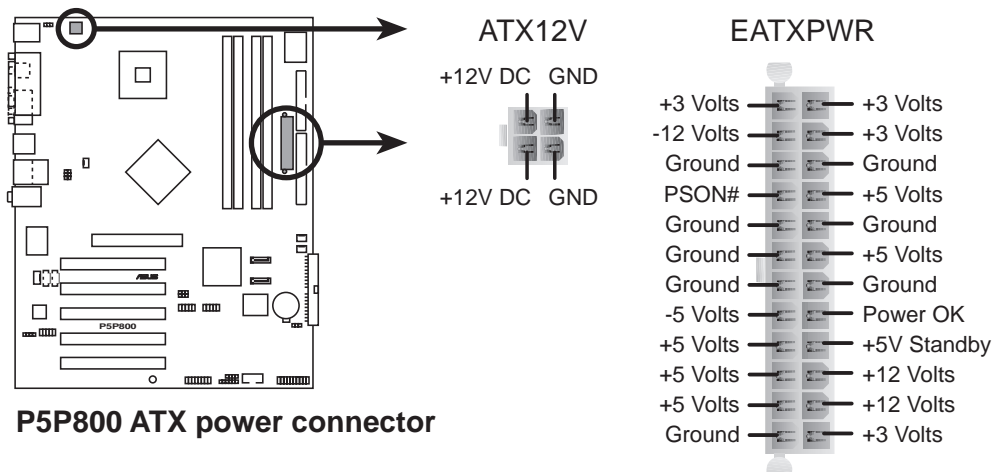 ATX12V
+12V DC GND
+12V DC GND
EATXPWR
+3 Volts +3 Volts
-12 Volts +3 Volts
Ground Ground
PSON# +5 Volts
Ground Ground
Ground +5 Volts
Ground Ground
-5 Volts Power OK
+5 Volts +5V Standby
+5 Volts +12 Volts
+5 Volts +12 Volts
Ground +3 Volts
ASUS
P5P800
P5P800 ATX power connector